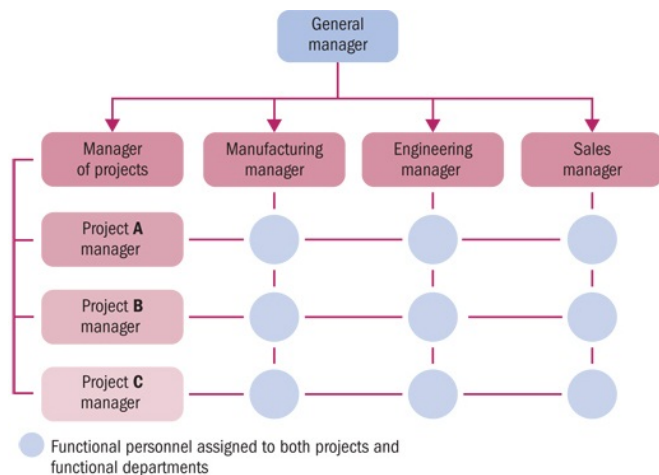 General
manager
Manager
of projects
Manufacturing
manager
Engineering
manager
Sales
manager
Project A
manager
Project B
manager
Project C
manager
Functional personnel assigned to both projects and
functional departments